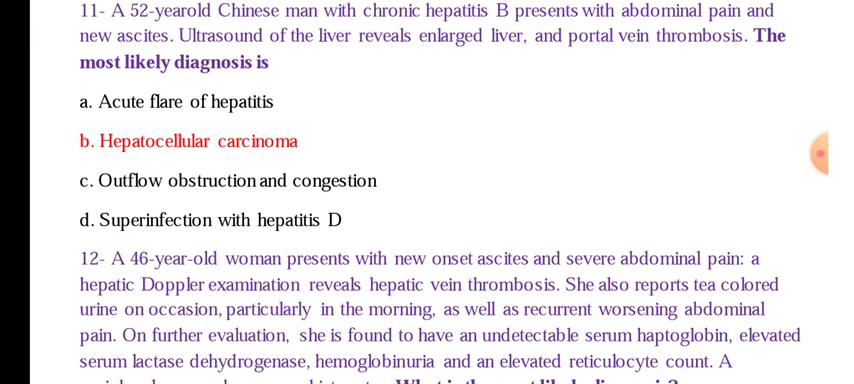 11- A 52-yearold Chinese man with chronic hepatitis B presents with abdominal pain and
new ascites. Ultrasound of the liver reveals enlarged liver, and portal vein thrombosis. The
most likely diagnosis is
a. Acute flare of hepatitis
b. Hepatocellular carcinoma
c. Outflow obstruction and congestion
d. Superinfection with hepatitis D
12- A 46-year-old woman presents with new onset ascites and severe abdominal pain: a
hepatic Doppler examination reveals hepatic vein thrombosis. She also reports tea colored
urine on occasion, particularly in the morning, as well as recurrent worsening abdominal
pain. On further evaluation, she is found to have an undetectable serum haptoglobin, elevated
serum lactase dehydrogenase, hemoglobinuria and an elevated reticulocyte count. A